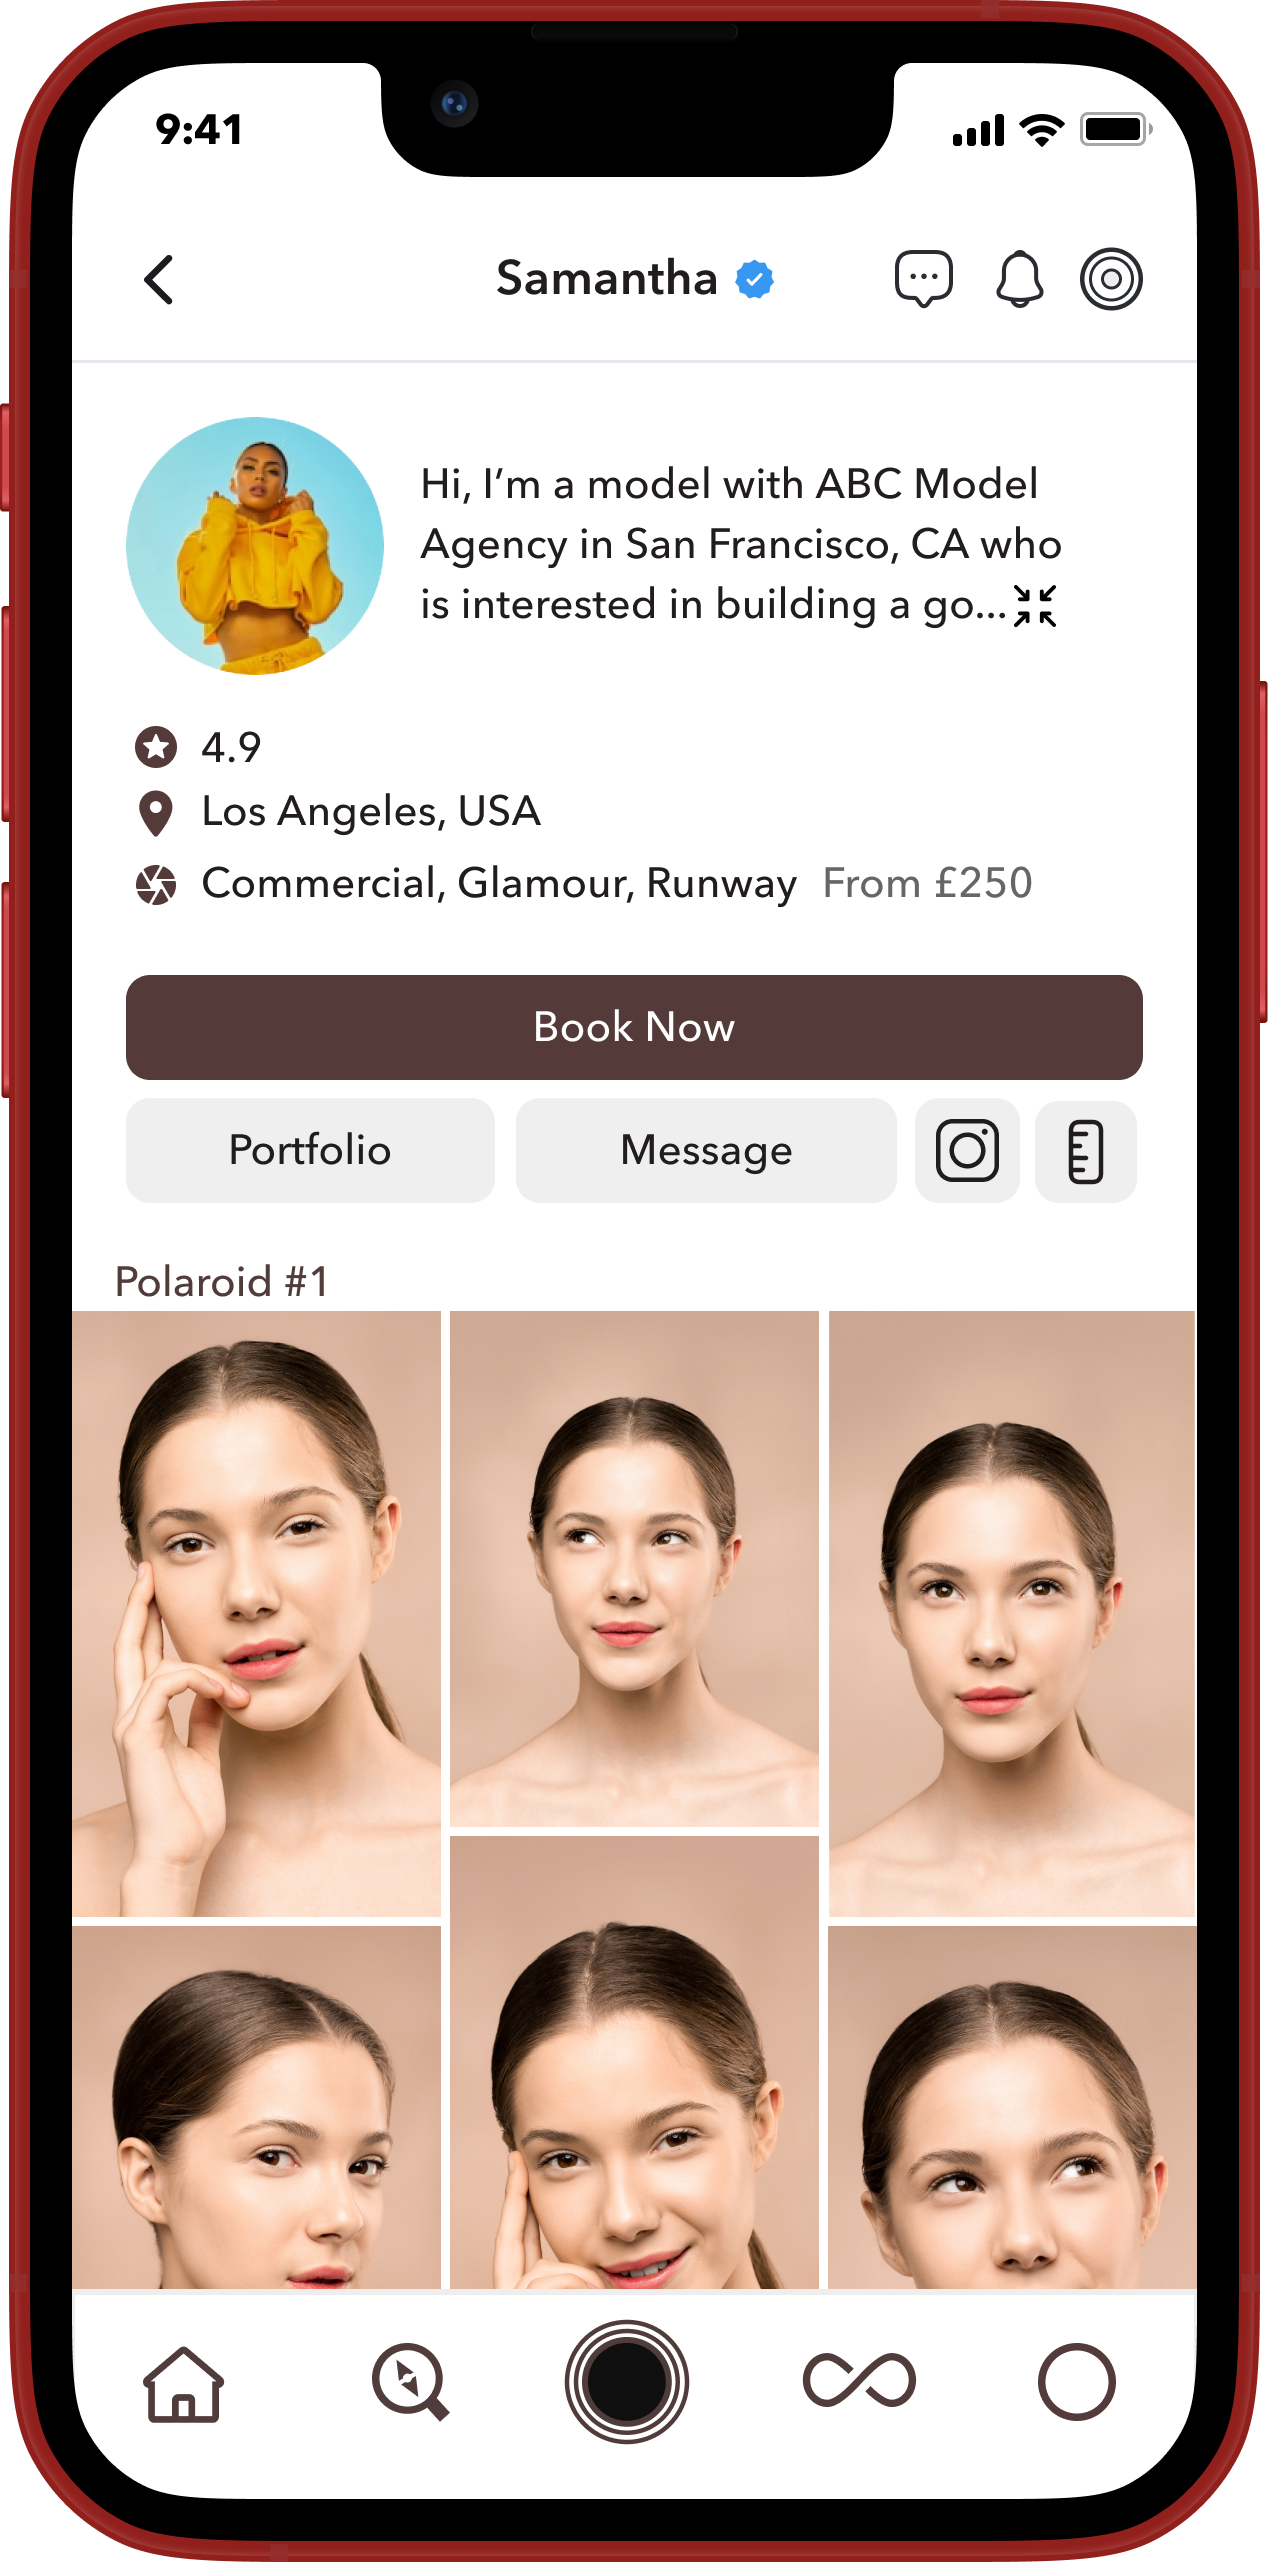 9:41
Samantha
Hi, I’m a model with ABC Model
Agency in San Francisco, CA who
is interested in building a go...
4.9
Los Angeles, USA
Commercial, Glamour, Runway From £250
Book Now
Portfolio
Message
Polaroid #1